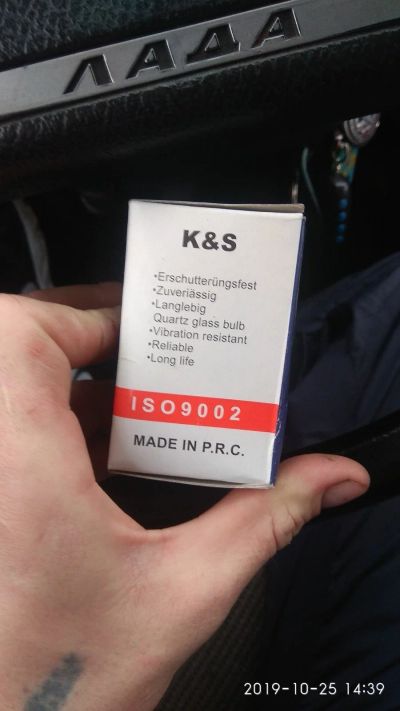 ЛАДА
K&S
•Erschutterüngsfest
•Zuveriässig
•Langlebig
Quartz glass bulb
•Vibration resistant
•Reliable
•Long life
ISO9002
MADE IN P.R.C.
2019-10-25 14:39